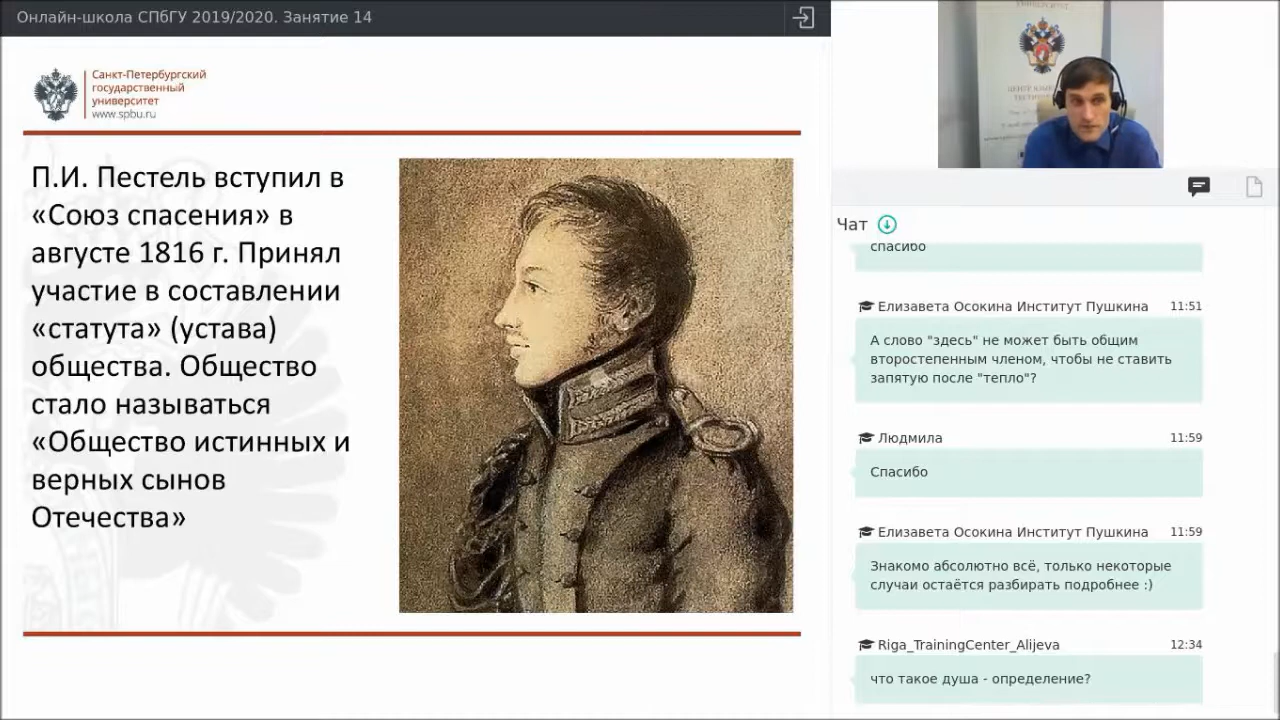 Онлайн-школа СПбГУ 2019/2020. Занятие 14
Санкт-Петербургский
государственный
университет
www.spbu.ru
П.И. Пестель вступил в
«Союз спасения» в
августе 1816 г. Принял
участие в составлении
«статута» (устава)
общества. Общество
стало называться
«Общество истинных и
верных сынов
Отечества»
Чат
спасибо
Елизавета Осокина Институт Пушкина 11:51
А слово "здесь" не может быть общим
второстепенным членом, чтобы не ставить
запятую после "тепло"?
Людмила 11:59
Спасибо
Елизавета Осокина Институт Пушкина 11:59
Знакомо абсолютно всё, только некоторые
случаи остаётся разбирать подробнее :)
Riga_TrainingCenter_Alijeva 12:34
что такое душа - определение?